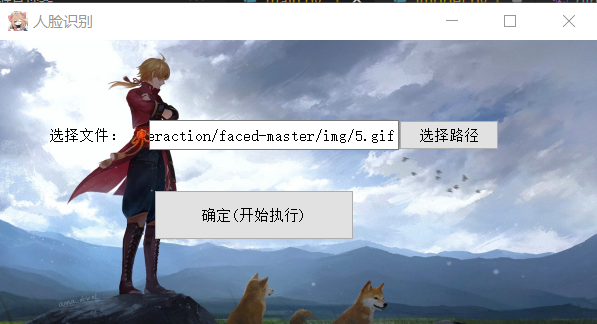 人脸识别
选择文件： eraction/faced-master/img/5.gif 选择路径
确定(开始执行)